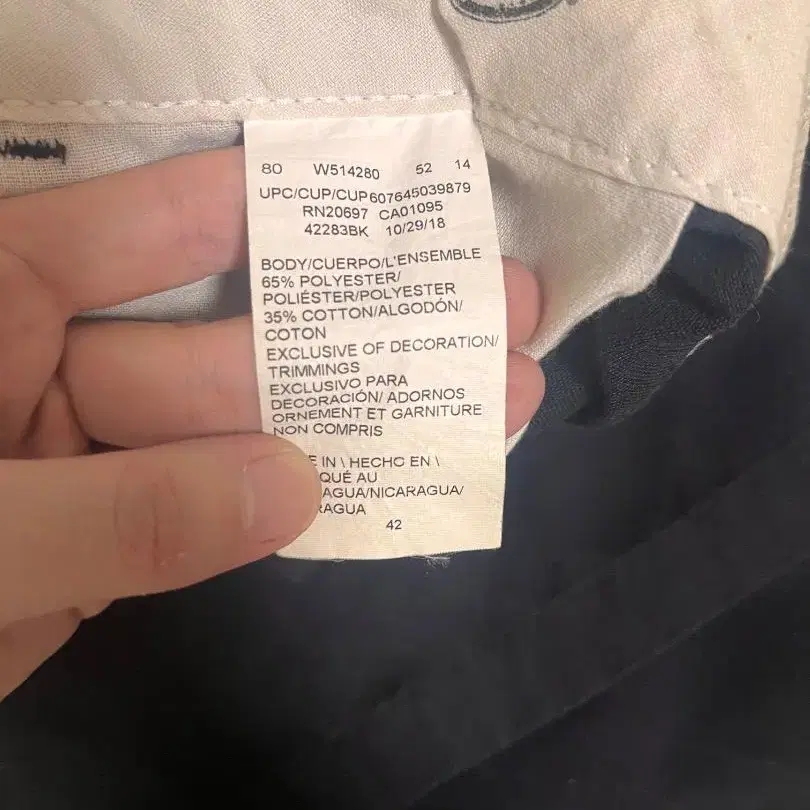 80 W514280 52 14
UPC/CUP/CUP607645039879
RN20697 CA01095
42283BK 10/29/18
BODY/CUERPO/L'ENSEMBLE
65% POLYESTER/
POLIÉSTER/POLYESTER
35% COTTON/ALGODÓN/
COTON
EXCLUSIVE OF DECORATION/
TRIMMINGS
EXCLUSIVO PARA
DECORACIÓN/ ADORNOS
ORNEMENT ET GARNITURE
NON COMPRIS
E IN \ HECHO EN \
QUÉ AU
AGUA/NICARAGUA/
RAGUA
42